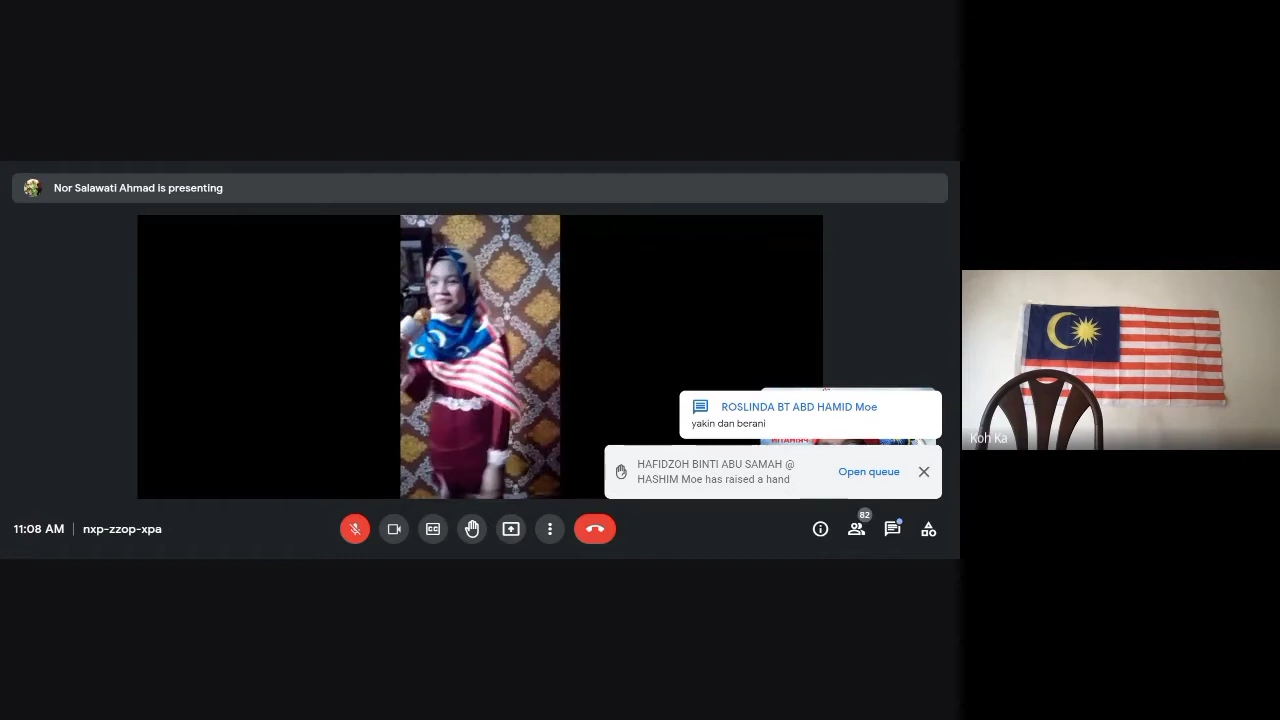 Nor Salawati Ahmad is presenting
ROSLINDA BT ABD HAMID Moe
yakin dan berani
HAFIDZOH BINTI ABU SAMAH @
HASHIM Moe has raised a hand
Open queue
Koh Ka
82
11:08 AM
nxp-zzop-xpa
CC